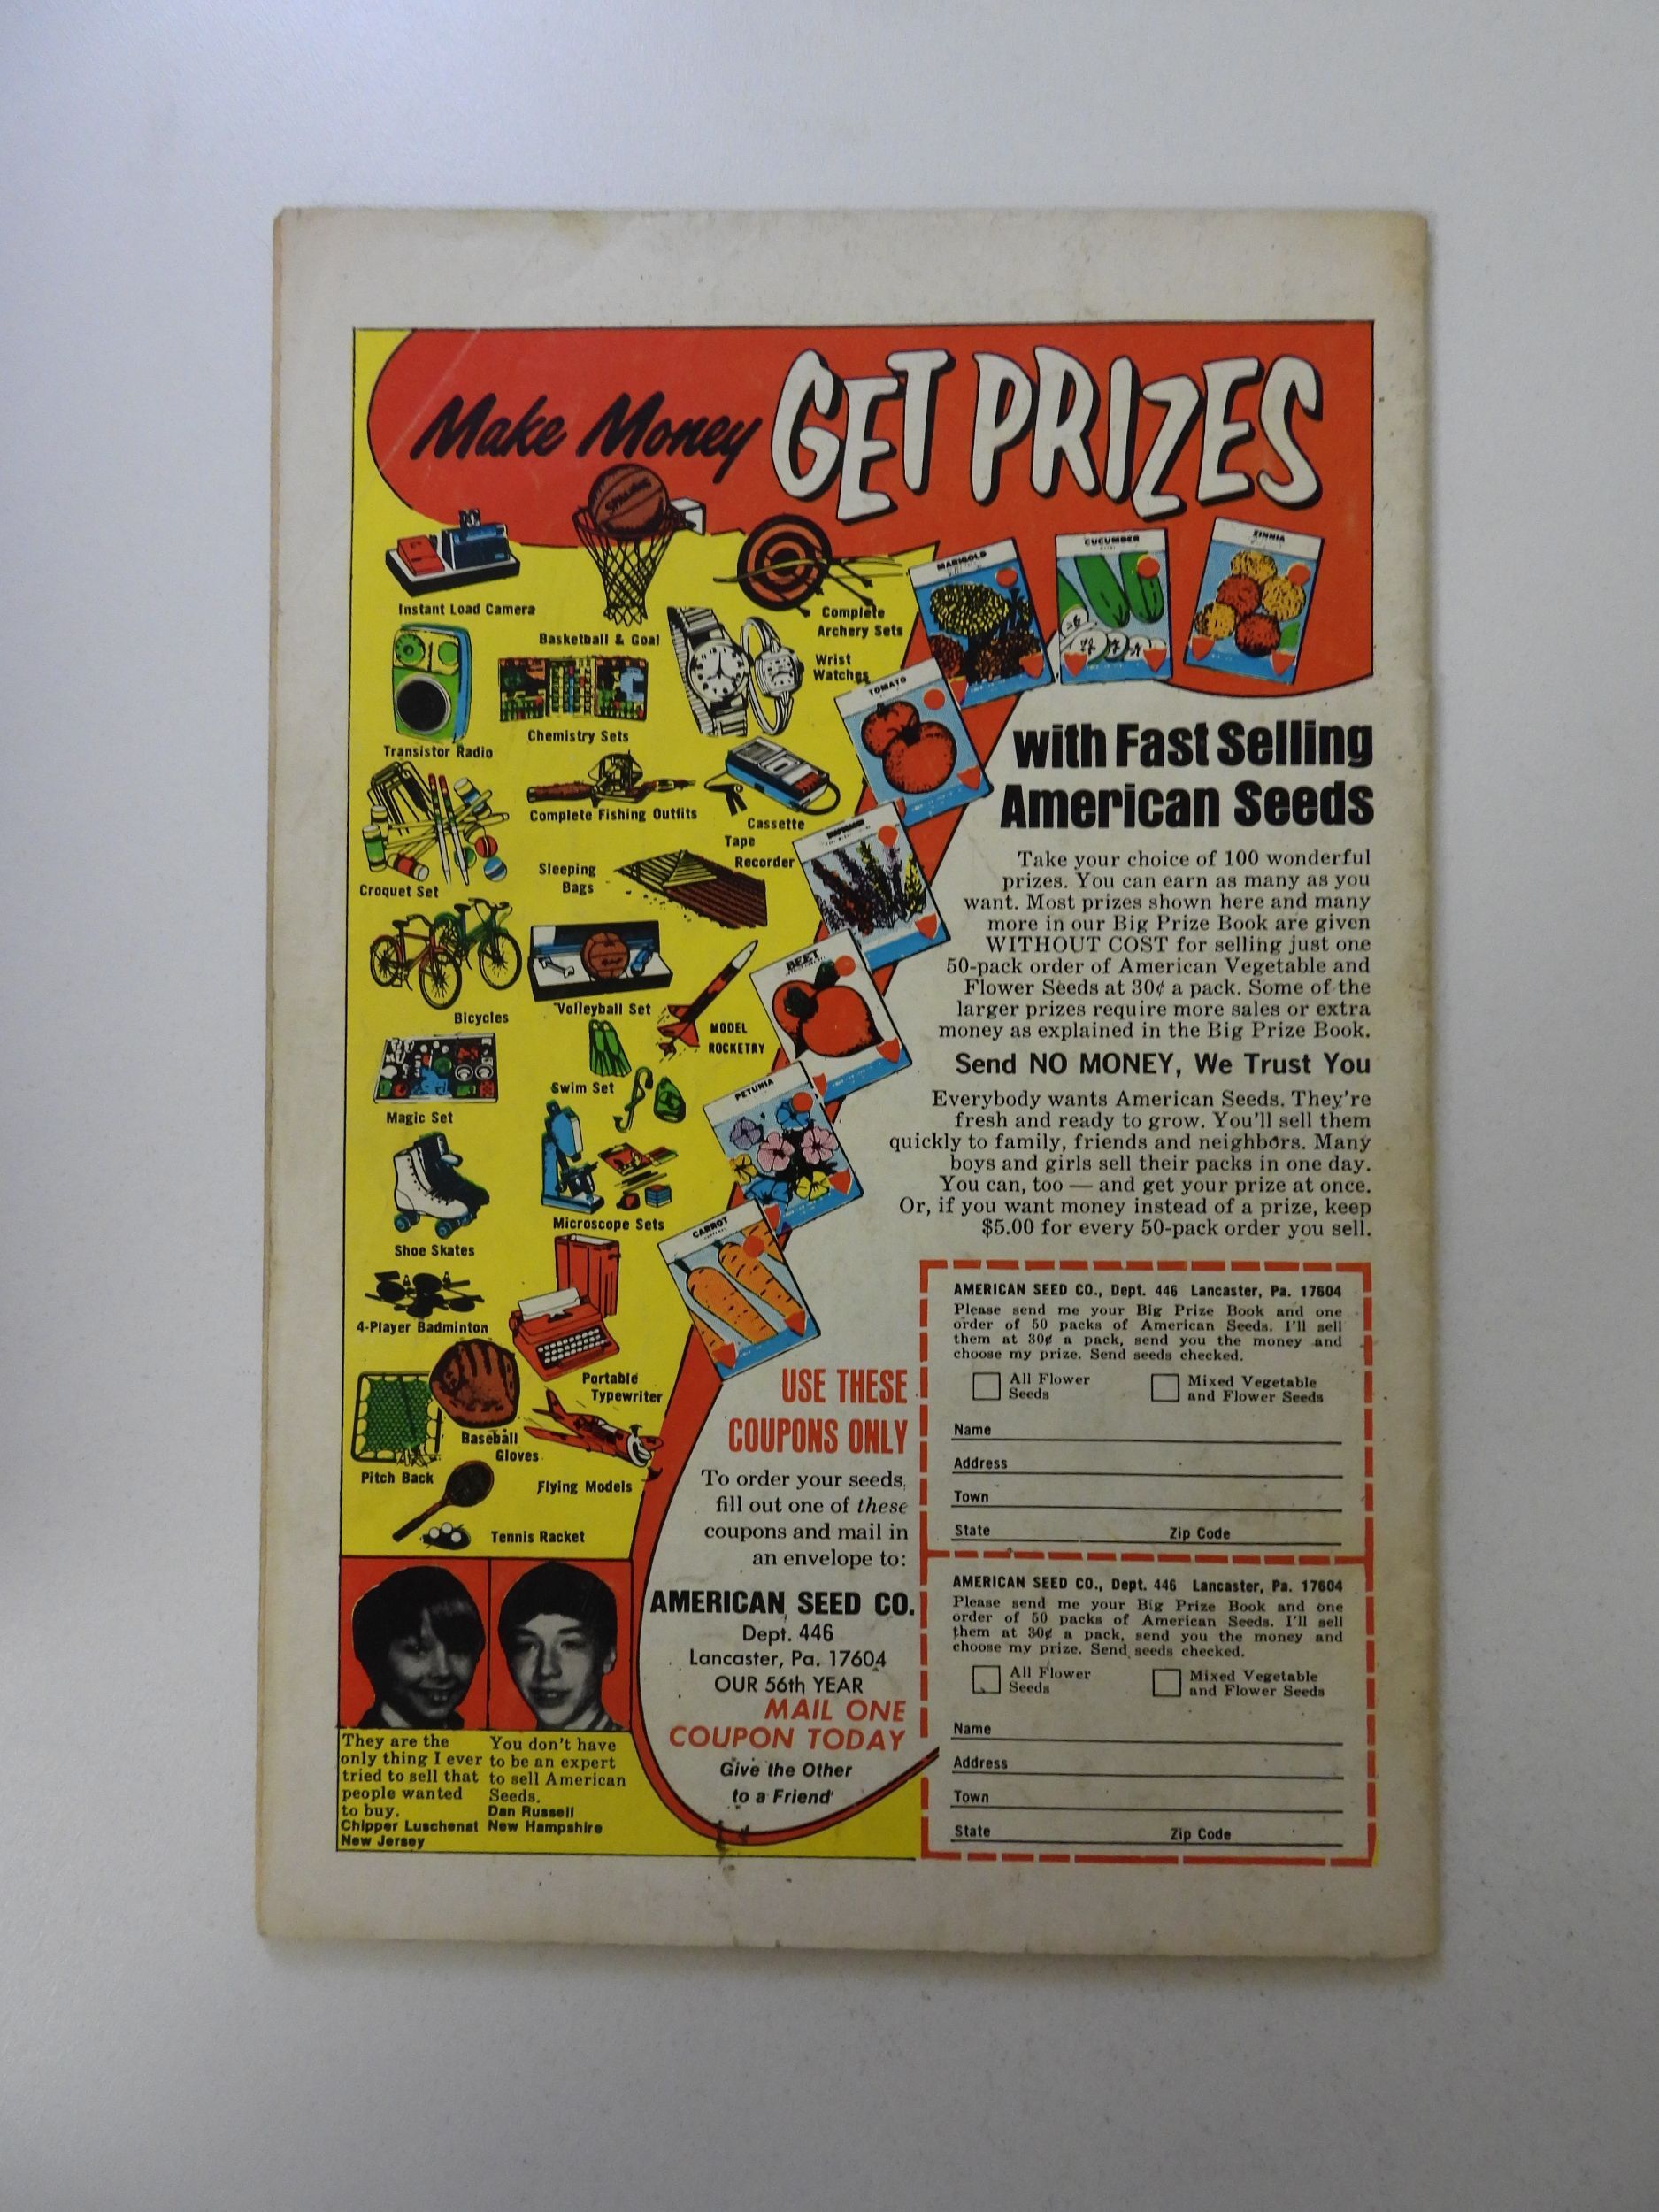 Make Money GET PRIZES
SPALDING
Instant Load Camera
Basketball & Goal
Complete
Archery Sets
Wrist
Watches
Transistor Radio
Chemistry Sets
Complete Fishing Outfits
Cassette
Tape
Recorder
Croquet Set
Sleeping
Bags
Bicycles
Volleyball Set
MODEL
ROCKETRY
Magic Set
Swim Set
Shoe Skates
Microscope Sets
4-Player Badminton
Portable
Typewriter
Baseball
Gloves
Pitch Back
Flying Models
Tennis Racket
MARIGOLD
CUCUMBER
ZINNIA
TOMATO
BEET
PETUNIA
CARROT
with Fast Selling
American Seeds
Take your choice of 100 wonderful
prizes. You can earn as many as you
want. Most prizes shown here and many
more in our Big Prize Book are given
WITHOUT COST for selling just one
50-pack order of American Vegetable and
Flower Seeds at 30¢ a pack. Some of the
larger prizes require more sales or extra
money as explained in the Big Prize Book.
Send NO MONEY, We Trust You
Everybody wants American Seeds. They're
fresh and ready to grow. You'll sell them
quickly to family, friends and neighbors. Many
boys and girls sell their packs in one day.
You can, too — and get your prize at once.
Or, if you want money instead of a prize, keep
$5.00 for every 50-pack order you sell.
USE THESE
COUPONS ONLY
To order your seeds,
fill out one of these
coupons and mail in
an envelope to:
AMERICAN SEED CO.
Dept. 446
Lancaster, Pa. 17604
OUR 56th YEAR
MAIL ONE
COUPON TODAY
Give the Other
to a Friend
AMERICAN SEED CO., Dept. 446 Lancaster, Pa. 17604
Please send me your Big Prize Book and one
order of 50 packs of American Seeds. I'll sell
them at 30¢ a pack, send you the money and
choose my prize. Send seeds checked.
All Flower
Seeds
Mixed Vegetable
and Flower Seeds
Name
Address
Town
State Zip Code
AMERICAN SEED CO., Dept. 446 Lancaster, Pa. 17604
Please send me your Big Prize Book and one
order of 50 packs of American Seeds. I'll sell
them at 30¢ a pack, send you the money and
choose my prize. Send seeds checked.
All Flower
Seeds
Mixed Vegetable
and Flower Seeds
Name
Address
Town
State Zip Code
They are the
only thing I ever
tried to sell that
people wanted
to buy.
Chipper Luschenat
New Jersey
You don't have
to be an expert
to sell American
Seeds.
Dan Russell
New Hampshire